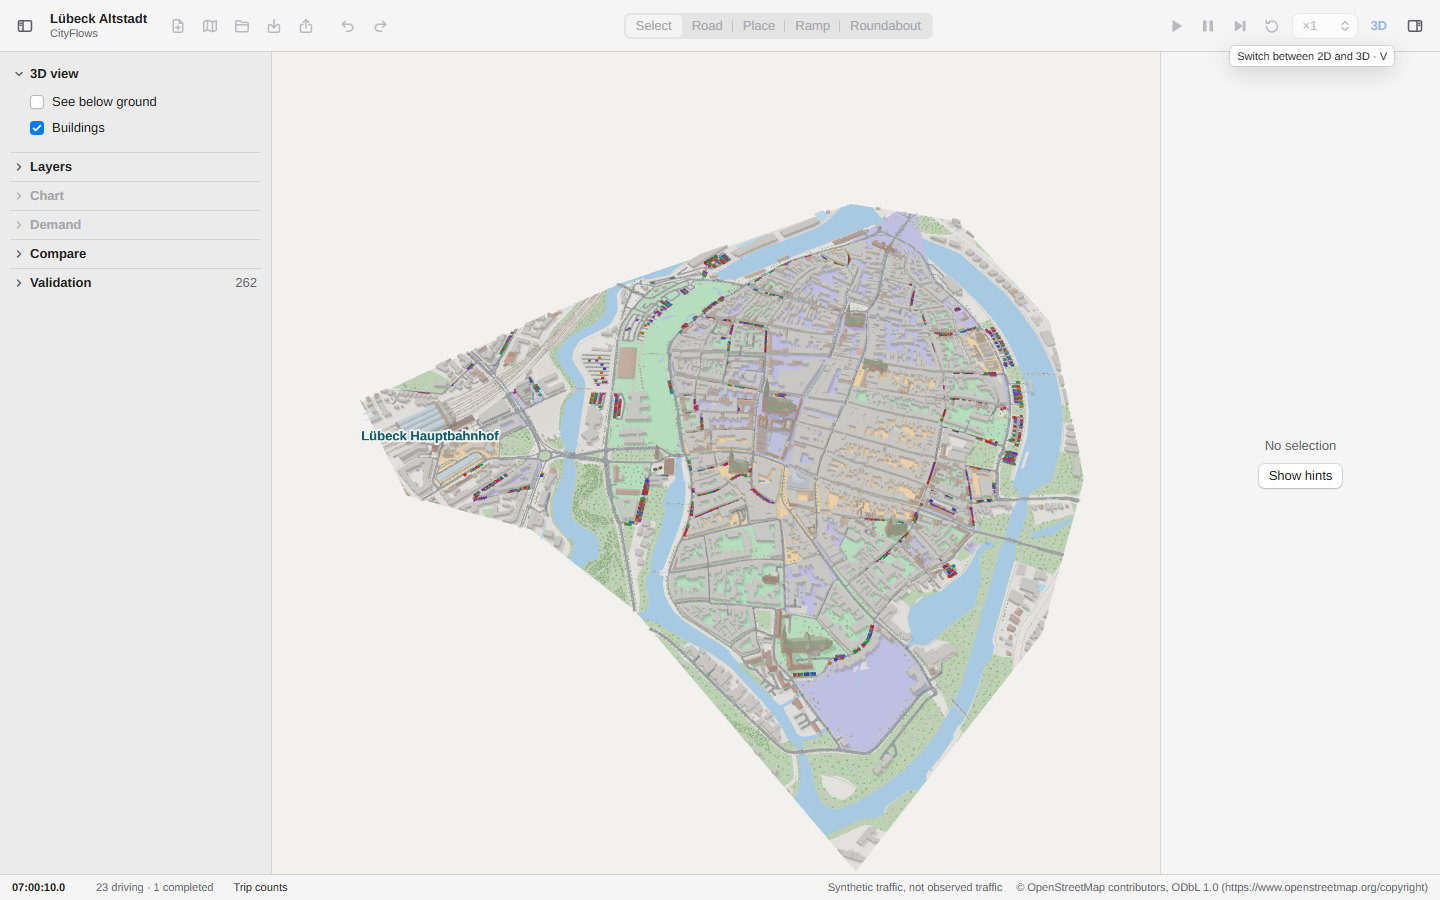 Lübeck Altstadt
CityFlows
Select
Road
Place
Ramp
Roundabout
×1
3D
Switch between 2D and 3D · V
3D view
See below ground
Buildings
Layers
Chart
Demand
Compare
Validation
262
Lübeck Hauptbahnhof
No selection
Show hints
07:00:10.0
23 driving · 1 completed
Trip counts
Synthetic traffic, not observed traffic
© OpenStreetMap contributors, ODbL 1.0 (https://www.openstreetmap.org/copyright)